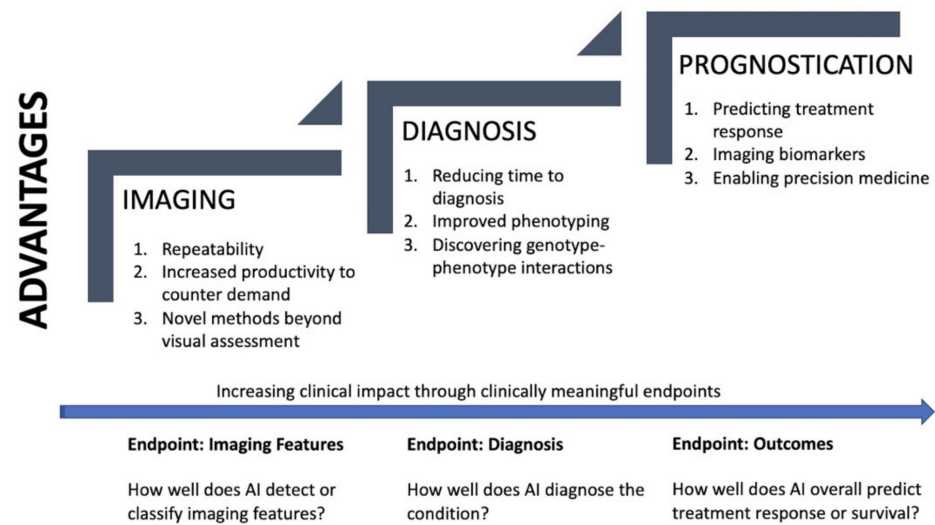 ADVANTAGES
IMAGING
1. Repeatability
2. Increased productivity to
counter demand
3. Novel methods beyond
visual assessment
DIAGNOSIS
1. Reducing time to
diagnosis
2. Improved phenotyping
3. Discovering genotype-
phenotype interactions
PROGNOSTICATION
1. Predicting treatment
response
2. Imaging biomarkers
3. Enabling precision medicine
Increasing clinical impact through clinically meaningful endpoints
Endpoint: Imaging Features
How well does AI detect or
classify imaging features?
Endpoint: Diagnosis
How well does AI diagnose the
condition?
Endpoint: Outcomes
How well does AI overall predict
treatment response or survival?